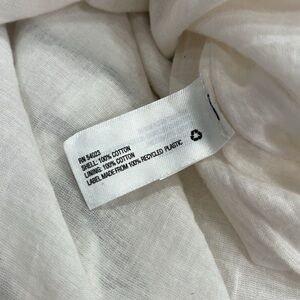 RN 54023
SHELL: 100% COTTON
LINING: 100% COTTON
LABEL MADE FROM 100% RECYCLED PLASTIC